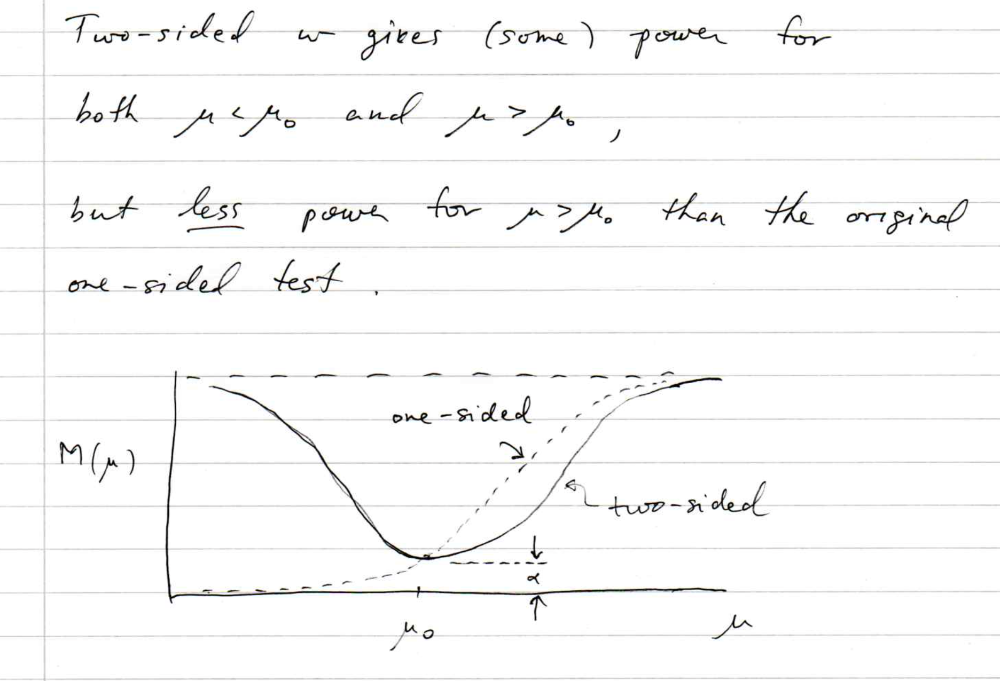 Two-sided w gives (some) power for
both μ < μ₀ and μ > μ₀ ,
but less power for μ > μ₀ than the original
one-sided test .
one-sided
M(μ)
two-sided
α
μ₀
μ